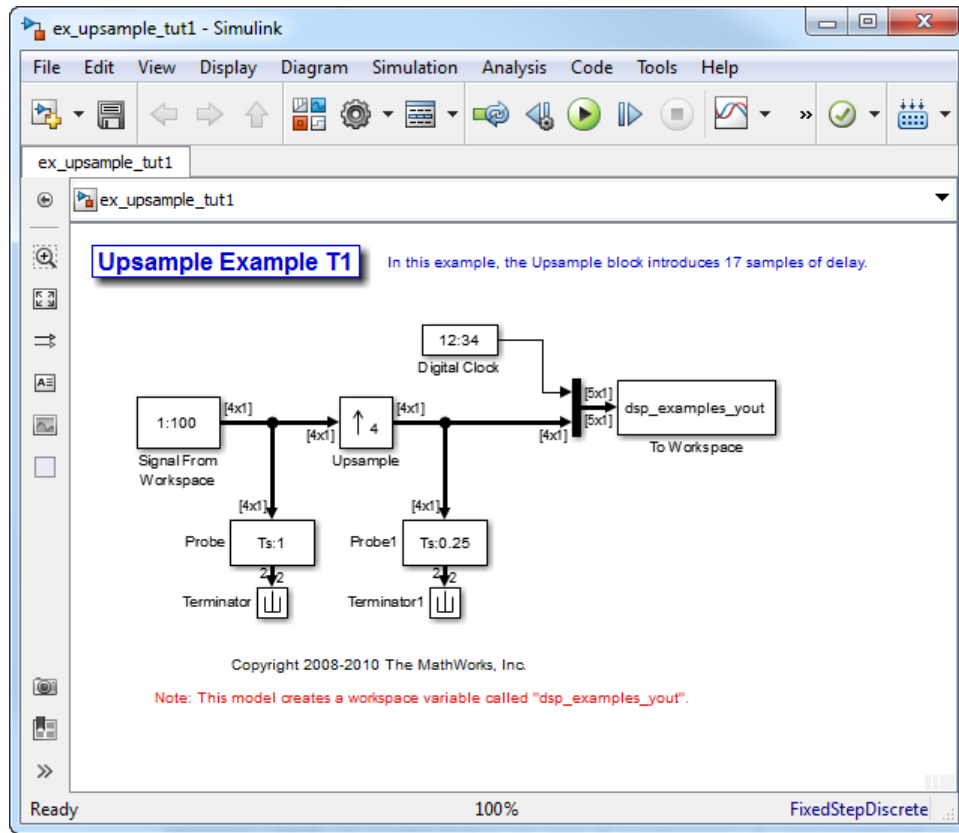 ex_upsample_tut1 - Simulink
File Edit View Display Diagram Simulation Analysis Code Tools Help
»
ex_upsample_tut1
ex_upsample_tut1
Upsample Example T1
In this example, the Upsample block introduces 17 samples of delay.
12:34
Digital Clock
1:100
Signal From
Workspace
[4x1]
[4x1]
4
Upsample
[4x1]
[4x1]
[5x1]
[5x1]
dsp_examples_yout
To Workspace
[4x1]
Probe
Ts:1
2
2
Terminator
[4x1]
Probe1
Ts:0.25
2
2
Terminator1
Copyright 2008-2010 The MathWorks, Inc.
Note: This model creates a workspace variable called "dsp_examples_yout".
A
»
Ready 100% FixedStepDiscrete